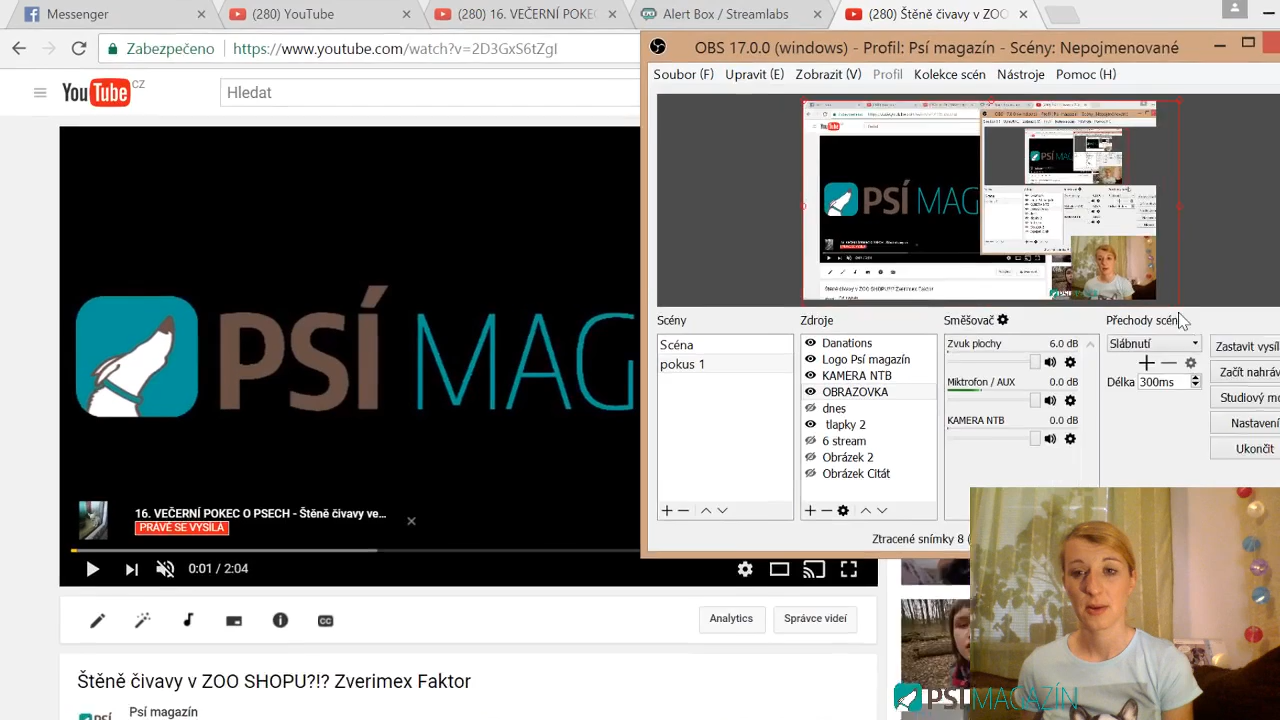 Messenger
(280) YouTube
(280) 16. VEČERNÍ POKEC
Alert Box / Streamlabs
(280) Štěně čivavy v ZOO
Zabezpečeno
https://www.youtube.com/watch?v=2D3GxS6tZgI
YouTube CZ
Hledat
OBS 17.0.0 (windows) - Profil: Psí magazín - Scény: Nepojmenované
Soubor (F)
Upravit (E)
Zobrazit (V)
Profil
Kolekce scén
Nástroje
Pomoc (H)
PSÍ MAG
Scény
Scéna
pokus 1
Zdroje
Danations
Logo Psí magazín
KAMERA NTB
OBRAZOVKA
dnes
tlapky 2
6 stream
Obrázek 2
Obrázek Citát
Směšovač
Zvuk plochy 6.0 dB
Miktrofon / AUX 0.0 dB
KAMERA NTB 0.0 dB
Přechody scén
Slábnutí
Délka 300ms
Zastavit vysíl
Začít nahráv
Studiový mo
Nastavení
Ukončit
Ztracené snímky 8 (
16. VEČERNÍ POKEC O PSECH - Štěně čivavy ve...
PRÁVĚ SE VYSÍLÁ
0:01 / 2:04
Analytics
Správce videí
Štěně čivavy v ZOO SHOPU?!? Zverimex Faktor
Psí magazín
PSÍ MAGAZÍN